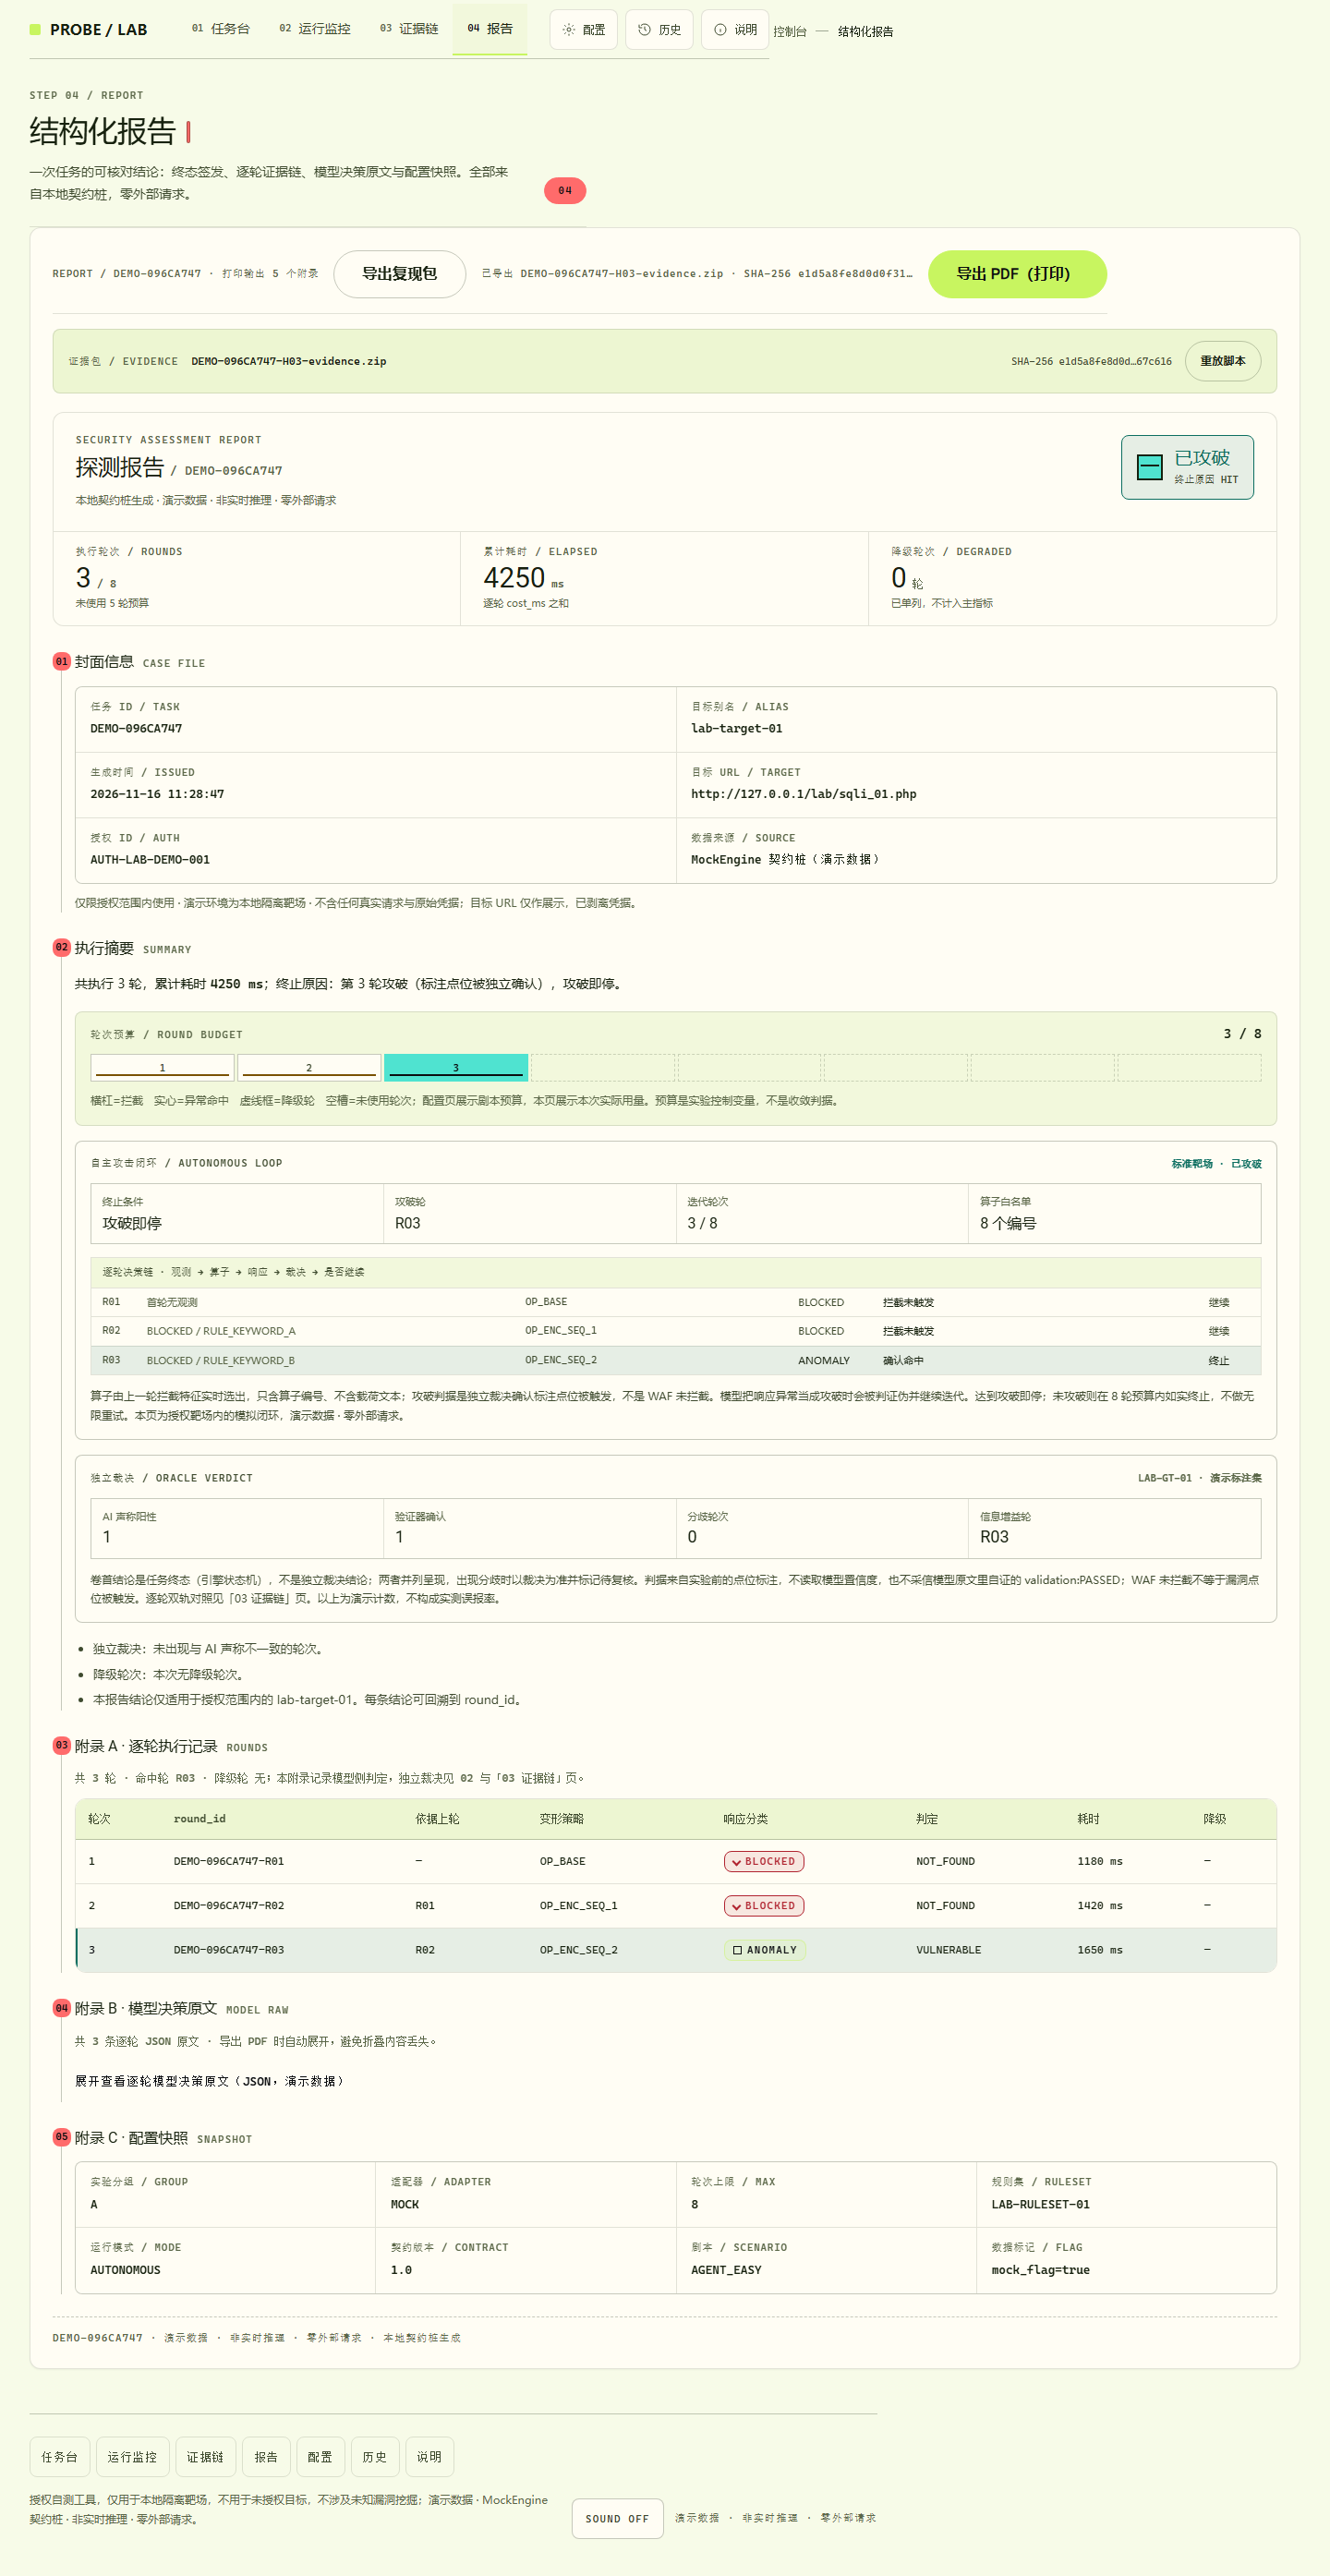 PROBE / LAB
01 任务台
02 运行监控
03 证据链
04 报告
配置
历史
说明
控制台 — 结构化报告
STEP 04 / REPORT
结构化报告
一次任务的可核对结论：终态签发、逐轮证据链、模型决策原文与配置快照。全部来
自本地契约桩，零外部请求。
04
REPORT / DEMO-096CA747 · 打印输出 5 个附录
导出复现包
已导出 DEMO-096CA747-H03-evidence.zip · SHA-256 e1d5a8fe8d0d0f31…
导出 PDF（打印）
证据包 / EVIDENCE DEMO-096CA747-H03-evidence.zip
SHA-256 e1d5a8fe8d0d…67c616
重放脚本
SECURITY ASSESSMENT REPORT
探测报告 / DEMO-096CA747
本地契约桩生成 · 演示数据 · 非实时推理 · 零外部请求
已攻破
终止原因 HIT
执行轮次 / ROUNDS
3 / 8
未使用 5 轮预算
累计耗时 / ELAPSED
4250 ms
逐轮 cost_ms 之和
降级轮次 / DEGRADED
0 轮
已单列，不计入主指标
01 封面信息 CASE FILE
任务 ID / TASK
DEMO-096CA747
目标别名 / ALIAS
lab-target-01
生成时间 / ISSUED
2026-11-16 11:28:47
目标 URL / TARGET
http://127.0.0.1/lab/sqli_01.php
授权 ID / AUTH
AUTH-LAB-DEMO-001
数据来源 / SOURCE
MockEngine 契约桩（演示数据）
仅限授权范围内使用 · 演示环境为本地隔离靶场 · 不含任何真实请求与原始凭据；目标 URL 仅作展示，已剥离凭据。
02 执行摘要 SUMMARY
共执行 3 轮，累计耗时 4250 ms；终止原因：第 3 轮攻破（标注点位被独立确认），攻破即停。
轮次预算 / ROUND BUDGET
3 / 8
1
2
3
横杠=拦截 实心=异常命中 虚线框=降级轮 空槽=未使用轮次；配置页展示剧本预算，本页展示本次实际用量。预算是实验控制变量，不是收敛判据。
自主攻击闭环 / AUTONOMOUS LOOP
标准靶场 · 已攻破
终止条件
攻破即停
攻破轮
R03
迭代轮次
3 / 8
算子白名单
8 个编号
逐轮决策链 · 观测 → 算子 → 响应 → 裁决 → 是否继续
R01 首轮无观测 OP_BASE BLOCKED 拦截未触发 继续
R02 BLOCKED / RULE_KEYWORD_A OP_ENC_SEQ_1 BLOCKED 拦截未触发 继续
R03 BLOCKED / RULE_KEYWORD_B OP_ENC_SEQ_2 ANOMALY 确认命中 终止
算子由上一轮拦截特征实时选出，只含算子编号、不含载荷文本；攻破判据是独立裁决确认标注点位被触发，不是 WAF 未拦截。模型把响应异常当成攻破时会被判证伪并继续迭代。达到攻破即停；未攻破则在 8 轮预算内如实终止，不做无
限重试。本页为授权靶场内的模拟闭环，演示数据 · 零外部请求。
独立裁决 / ORACLE VERDICT
LAB-GT-01 · 演示标注集
AI 声称阳性
1
验证器确认
1
分歧轮次
0
信息增益轮
R03
卷首结论是任务终态（引擎状态机），不是独立裁决结论；两者并列呈现，出现分歧时以裁决为准并标记待复核。判据来自实验前的点位标注，不读取模型置信度，也不采信模型原文里自证的 validation:PASSED；WAF 未拦截不等于漏洞点
位被触发。逐轮双轨对照见「03 证据链」页。以上为演示计数，不构成实测误报率。
• 独立裁决：未出现与 AI 声称不一致的轮次。
• 降级轮次：本次无降级轮次。
• 本报告结论仅适用于授权范围内的 lab-target-01。每条结论可回溯到 round_id。
03 附录 A · 逐轮执行记录 ROUNDS
共 3 轮 · 命中轮 R03 · 降级轮 无；本附录记录模型侧判定，独立裁决见 02 与「03 证据链」页。
轮次 round_id 依据上轮 变形策略 响应分类 判定 耗时 降级
1 DEMO-096CA747-R01 — OP_BASE BLOCKED NOT_FOUND 1180 ms —
2 DEMO-096CA747-R02 R01 OP_ENC_SEQ_1 BLOCKED NOT_FOUND 1420 ms —
3 DEMO-096CA747-R03 R02 OP_ENC_SEQ_2 ANOMALY VULNERABLE 1650 ms —
04 附录 B · 模型决策原文 MODEL RAW
共 3 条逐轮 JSON 原文 · 导出 PDF 时自动展开，避免折叠内容丢失。
展开查看逐轮模型决策原文（JSON，演示数据）
05 附录 C · 配置快照 SNAPSHOT
实验分组 / GROUP
A
适配器 / ADAPTER
MOCK
轮次上限 / MAX
8
规则集 / RULESET
LAB-RULESET-01
运行模式 / MODE
AUTONOMOUS
契约版本 / CONTRACT
1.0
剧本 / SCENARIO
AGENT_EASY
数据标记 / FLAG
mock_flag=true
DEMO-096CA747 · 演示数据 · 非实时推理 · 零外部请求 · 本地契约桩生成
任务台
运行监控
证据链
报告
配置
历史
说明
授权自测工具，仅用于本地隔离靶场，不用于未授权目标，不涉及未知漏洞挖掘；演示数据 · MockEngine
契约桩 · 非实时推理 · 零外部请求。
SOUND OFF
演示数据 · 非实时推理 · 零外部请求